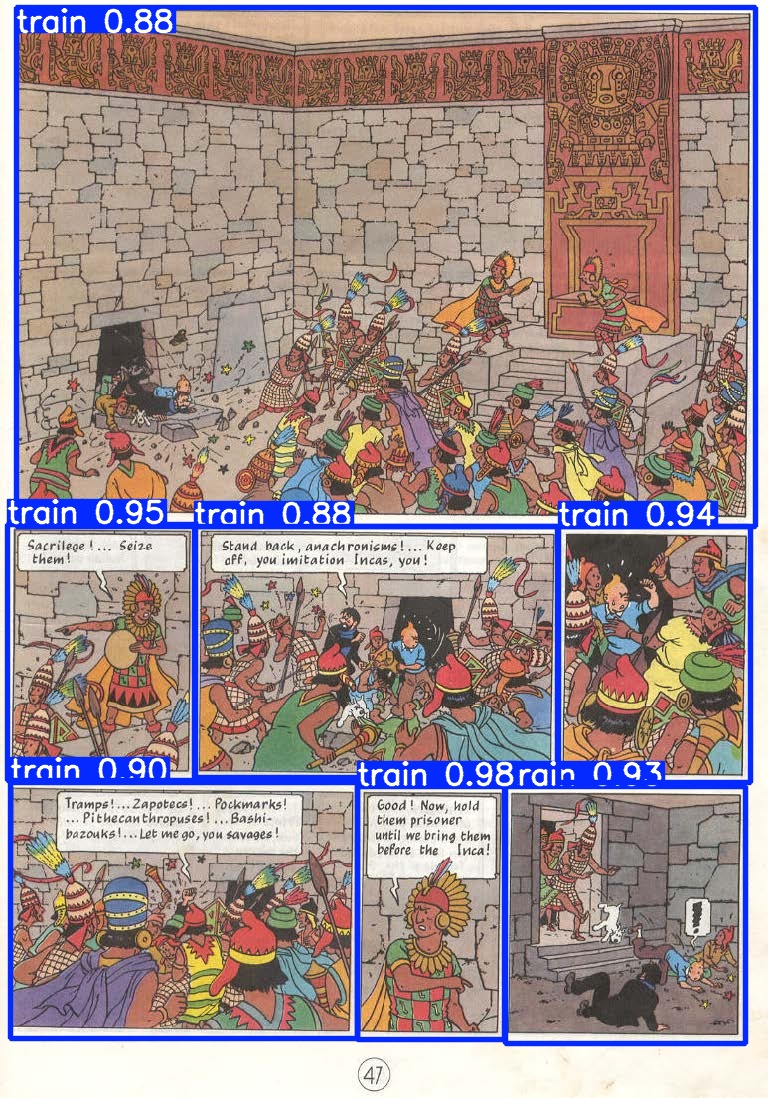 train 0.88
train 0.95
train 0.88
train 0.94
Sacrilege!... Seize
them!
Stand back, anachronisms!... Keep
off, you imitation Incas, you!
train 0.90
train 0.98
rain 0.93
Tramps!... Zapotecs!... Pockmarks!
...Pithecanthropuses!... Bashi-
bazouks!... Let me go, you savages!
Good! Now, hold
them prisoner
until we bring them
before the Inca!
!
47